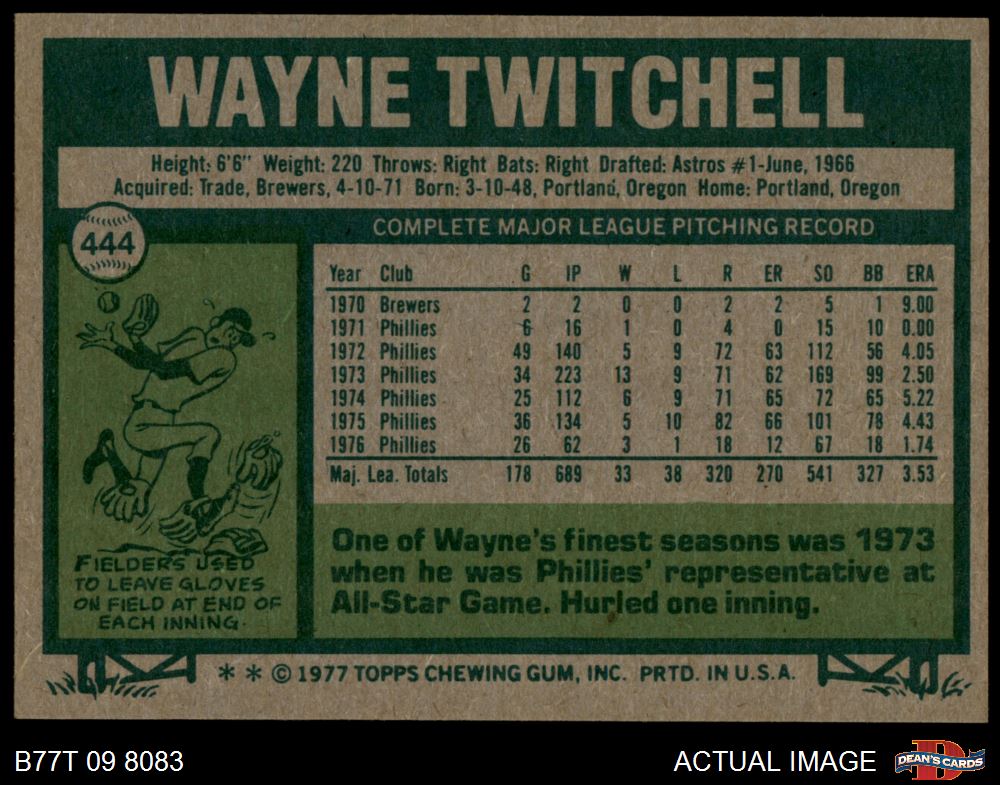 WAYNE TWITCHELL
Height: 6'6" Weight: 220 Throws: Right Bats: Right Drafted: Astros #1-June, 1966
Acquired: Trade, Brewers, 4-10-71 Born: 3-10-48, Portland, Oregon Home: Portland, Oregon
444
COMPLETE MAJOR LEAGUE PITCHING RECORD
Year Club G IP W L R ER SO BB ERA
1970 Brewers 2 2 0 0 2 2 5 1 9.00
1971 Phillies 6 16 1 0 4 0 15 10 0.00
1972 Phillies 49 140 5 9 72 63 112 56 4.05
1973 Phillies 34 223 13 9 71 62 169 99 2.50
1974 Phillies 25 112 6 9 71 65 72 65 5.22
1975 Phillies 36 134 5 10 82 66 101 78 4.43
1976 Phillies 26 62 3 1 18 12 67 18 1.74
Maj. Lea. Totals 178 689 33 38 320 270 541 327 3.53
FIELDERS USED
TO LEAVE GLOVES
ON FIELD AT END OF
EACH INNING.
One of Wayne's finest seasons was 1973
when he was Phillies' representative at
All-Star Game. Hurled one inning.
* * © 1977 TOPPS CHEWING GUM, INC. PRTD. IN U.S.A.
B77T 09 8083
ACTUAL IMAGE
D
DEAN'S CARDS